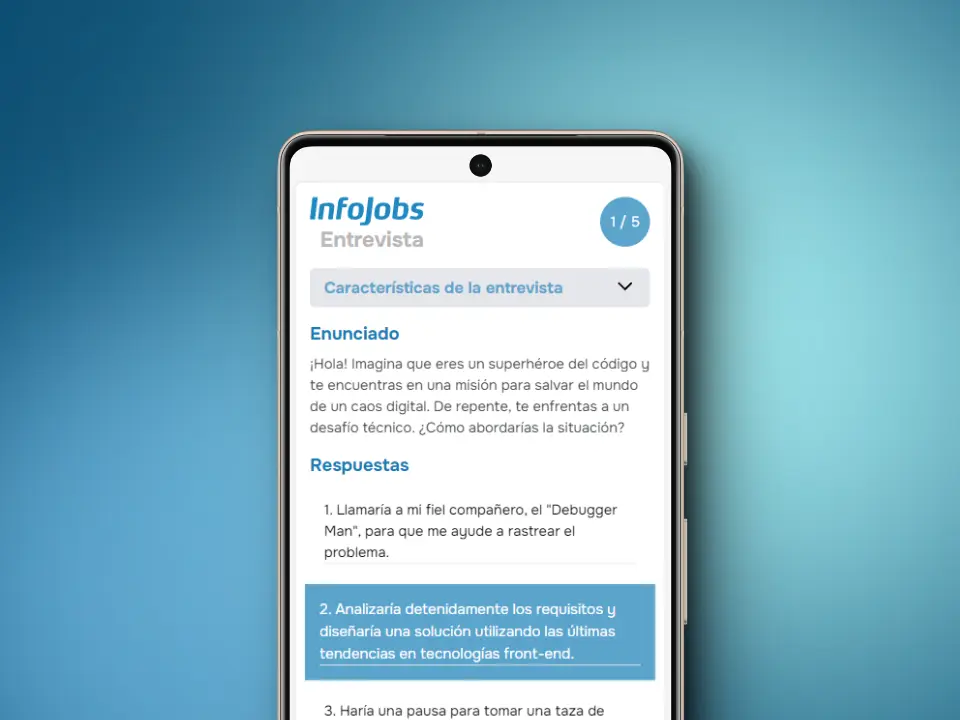 InfoJobs
Entrevista
1 / 5
Características de la entrevista
Enunciado
¡Hola! Imagina que eres un superhéroe del código y
te encuentras en una misión para salvar el mundo
de un caos digital. De repente, te enfrentas a un
desafío técnico. ¿Cómo abordarías la situación?
Respuestas
1. Llamaría a mi fiel compañero, el "Debugger
Man", para que me ayude a rastrear el
problema.
2. Analizaría detenidamente los requisitos y
diseñaría una solución utilizando las últimas
tendencias en tecnologías front-end.
3. Haría una pausa para tomar una taza de